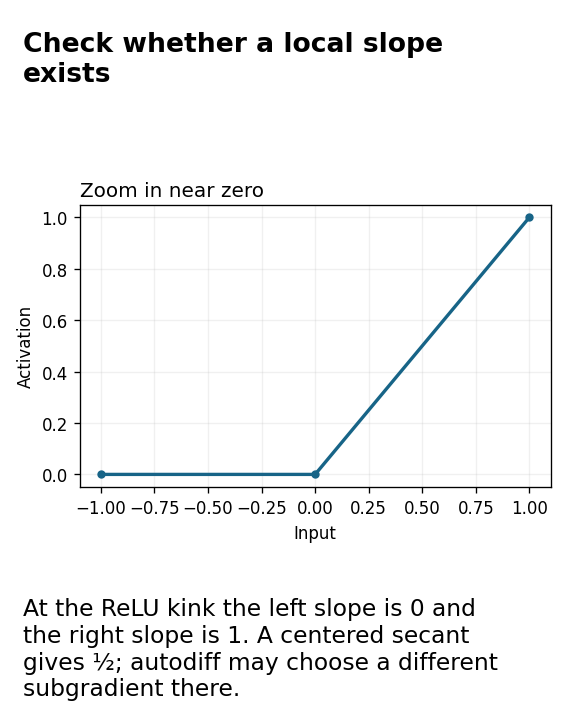 Check whether a local slope
exists
Zoom in near zero
1.0
0.8
0.6
0.4
0.2
0.0
Activation
−1.00 −0.75 −0.50 −0.25 0.00 0.25 0.50 0.75 1.00
Input
At the ReLU kink the left slope is 0 and
the right slope is 1. A centered secant
gives ½; autodiff may choose a different
subgradient there.